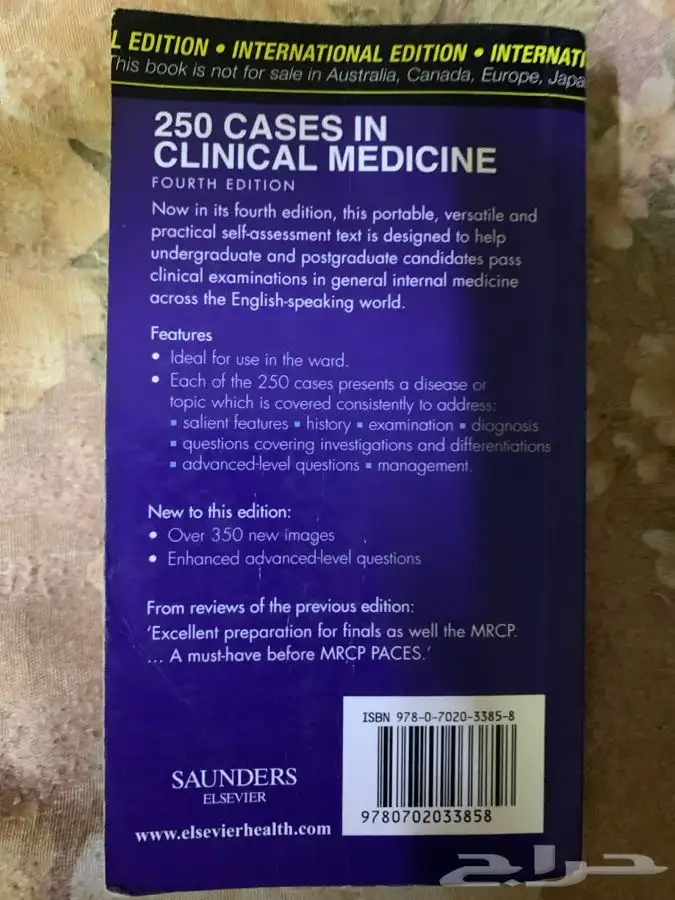 L EDITION • INTERNATIONAL EDITION • INTERNATI
This book is not for sale in Australia, Canada, Europe, Japa
250 CASES IN
CLINICAL MEDICINE
FOURTH EDITION
Now in its fourth edition, this portable, versatile and
practical self-assessment text is designed to help
undergraduate and postgraduate candidates pass
clinical examinations in general internal medicine
across the English-speaking world.
Features
• Ideal for use in the ward.
• Each of the 250 cases presents a disease or
topic which is covered consistently to address:
▪ salient features ▪ history ▪ examination ▪ diagnosis
▪ questions covering investigations and differentiations
▪ advanced-level questions ▪ management.
New to this edition:
• Over 350 new images
• Enhanced advanced-level questions
From reviews of the previous edition:
'Excellent preparation for finals as well the MRCP.
... A must-have before MRCP PACES.'
ISBN 978-0-7020-3385-8
9780702033858
SAUNDERS
ELSEVIER
www.elsevierhealth.com
حراج